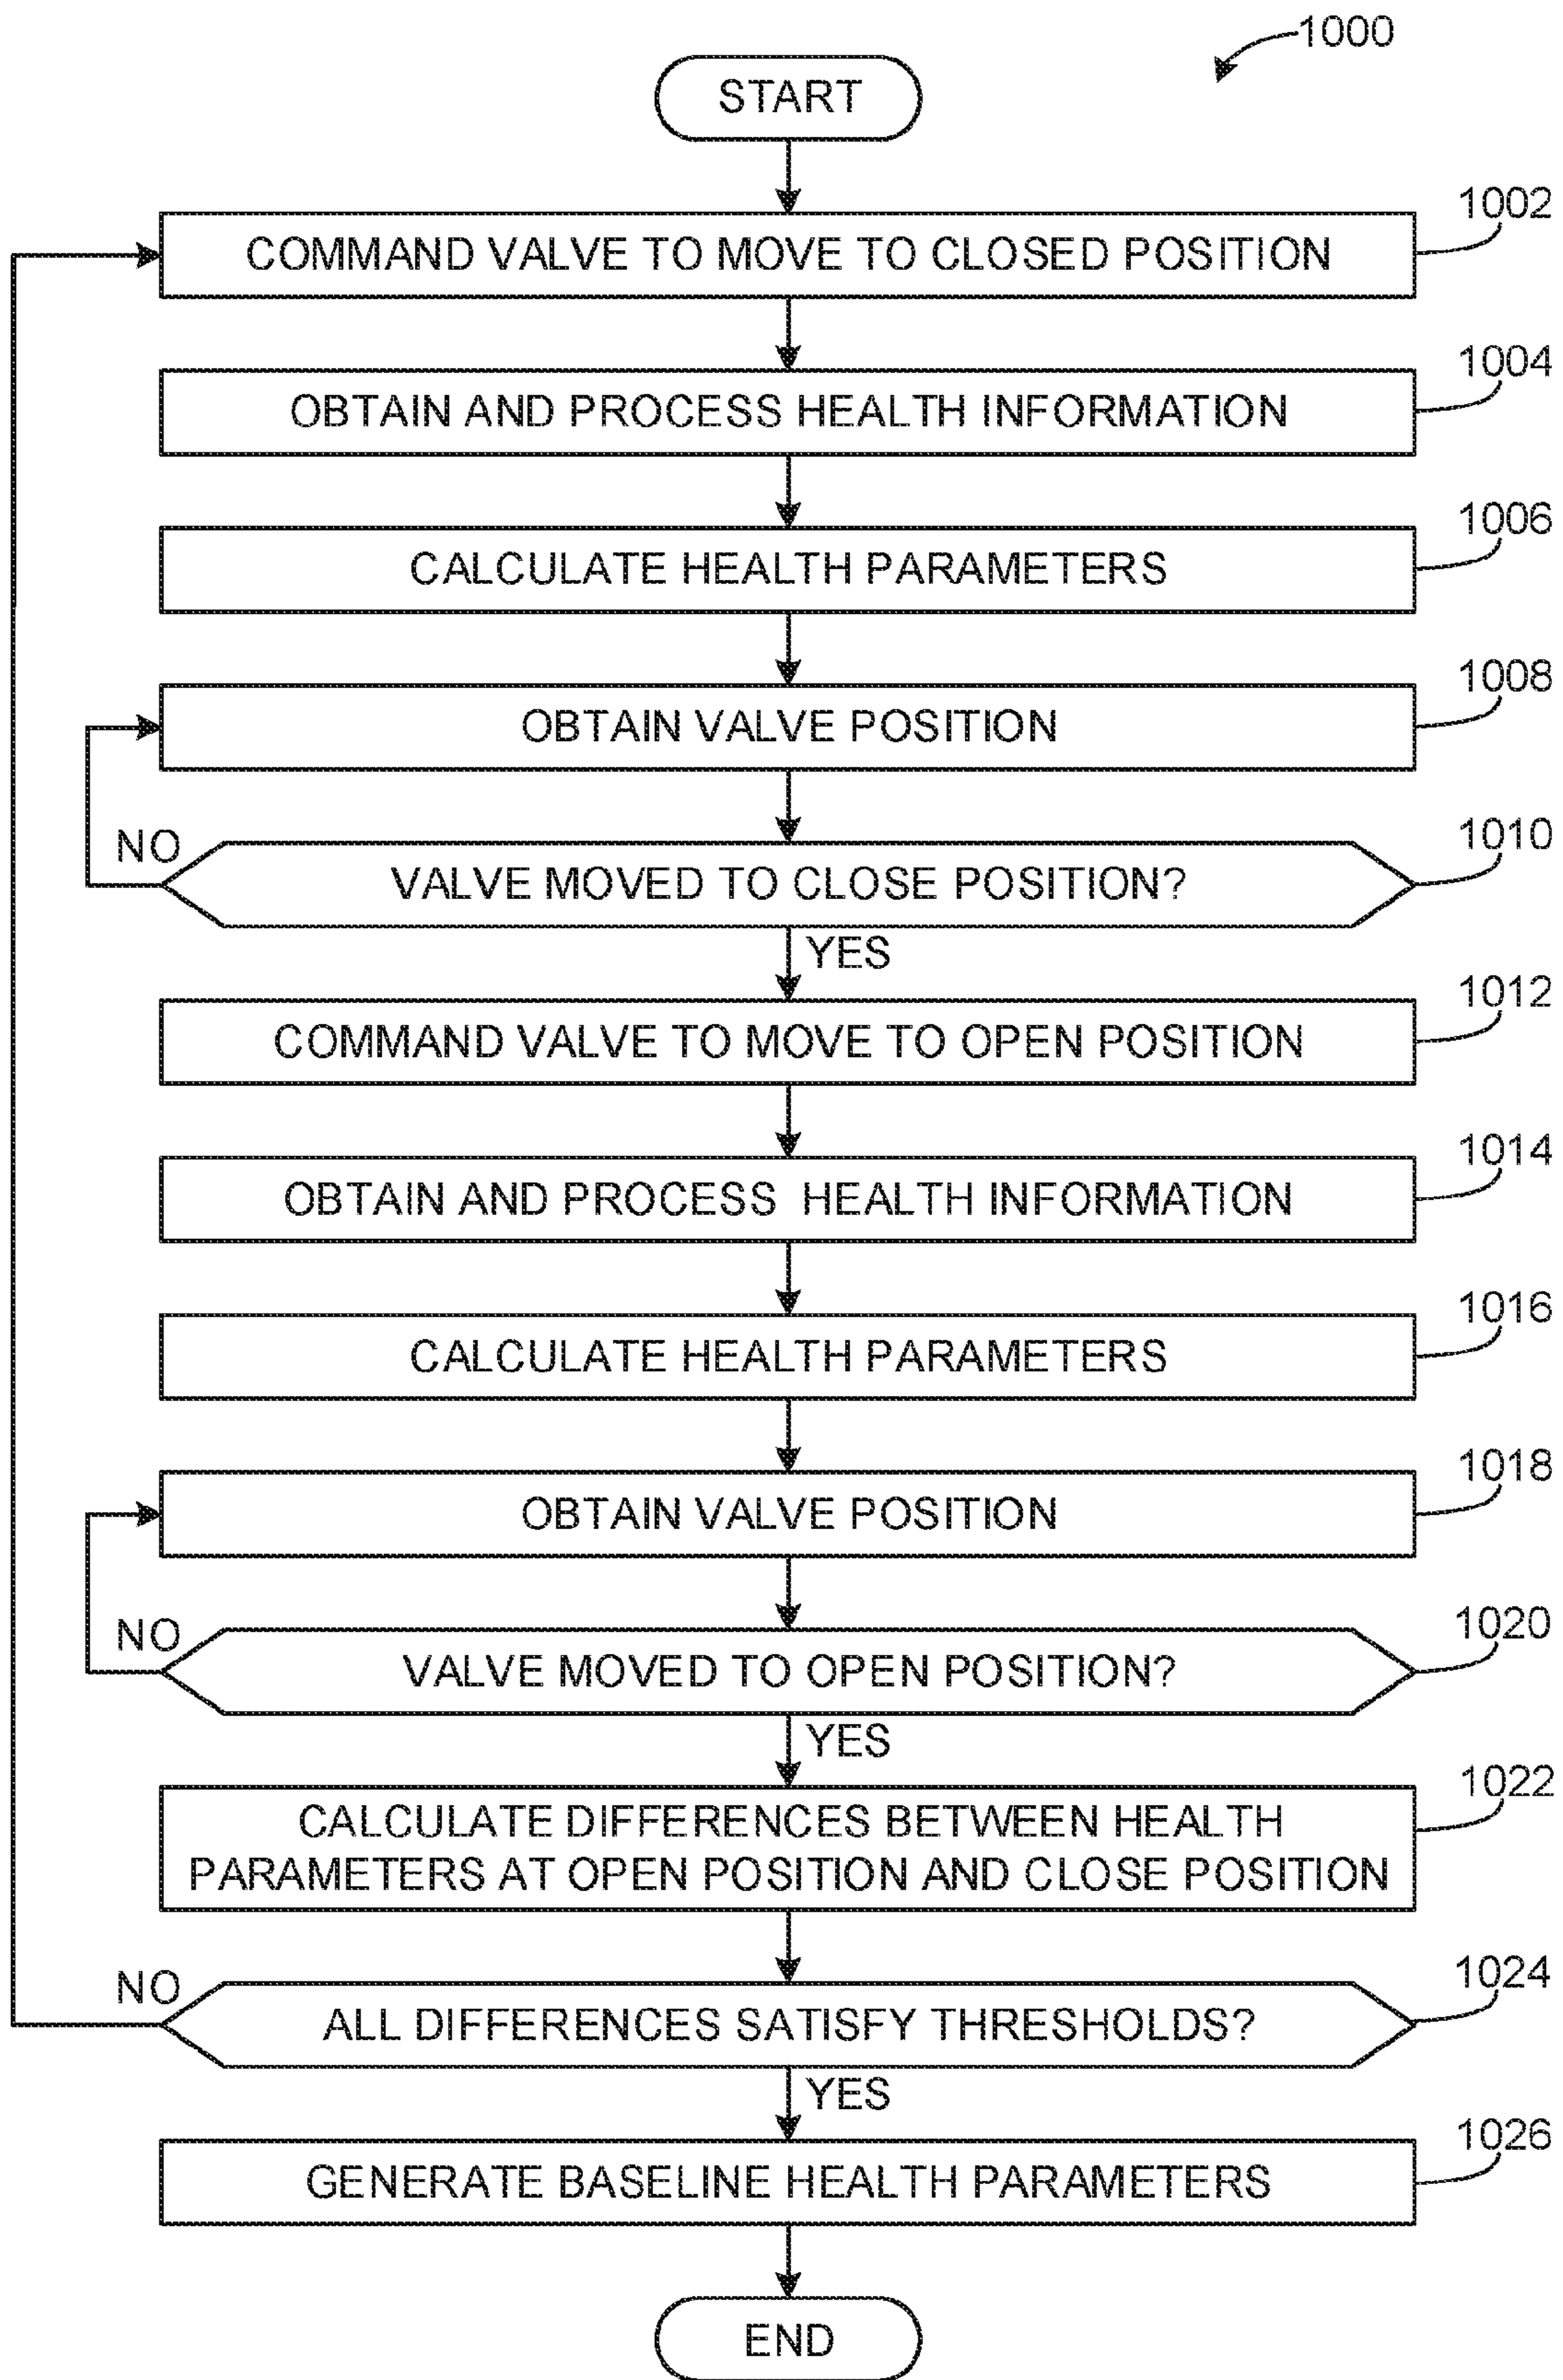 1000
START
1002
COMMAND VALVE TO MOVE TO CLOSED POSITION
1004
OBTAIN AND PROCESS HEALTH INFORMATION
1006
CALCULATE HEALTH PARAMETERS
1008
OBTAIN VALVE POSITION
1010
NO
VALVE MOVED TO CLOSE POSITION?
YES
1012
COMMAND VALVE TO MOVE TO OPEN POSITION
1014
OBTAIN AND PROCESS HEALTH INFORMATION
1016
CALCULATE HEALTH PARAMETERS
1018
OBTAIN VALVE POSITION
1020
NO
VALVE MOVED TO OPEN POSITION?
YES
1022
CALCULATE DIFFERENCES BETWEEN HEALTH
PARAMETERS AT OPEN POSITION AND CLOSE POSITION
1024
NO
ALL DIFFERENCES SATISFY THRESHOLDS?
YES
1026
GENERATE BASELINE HEALTH PARAMETERS
END